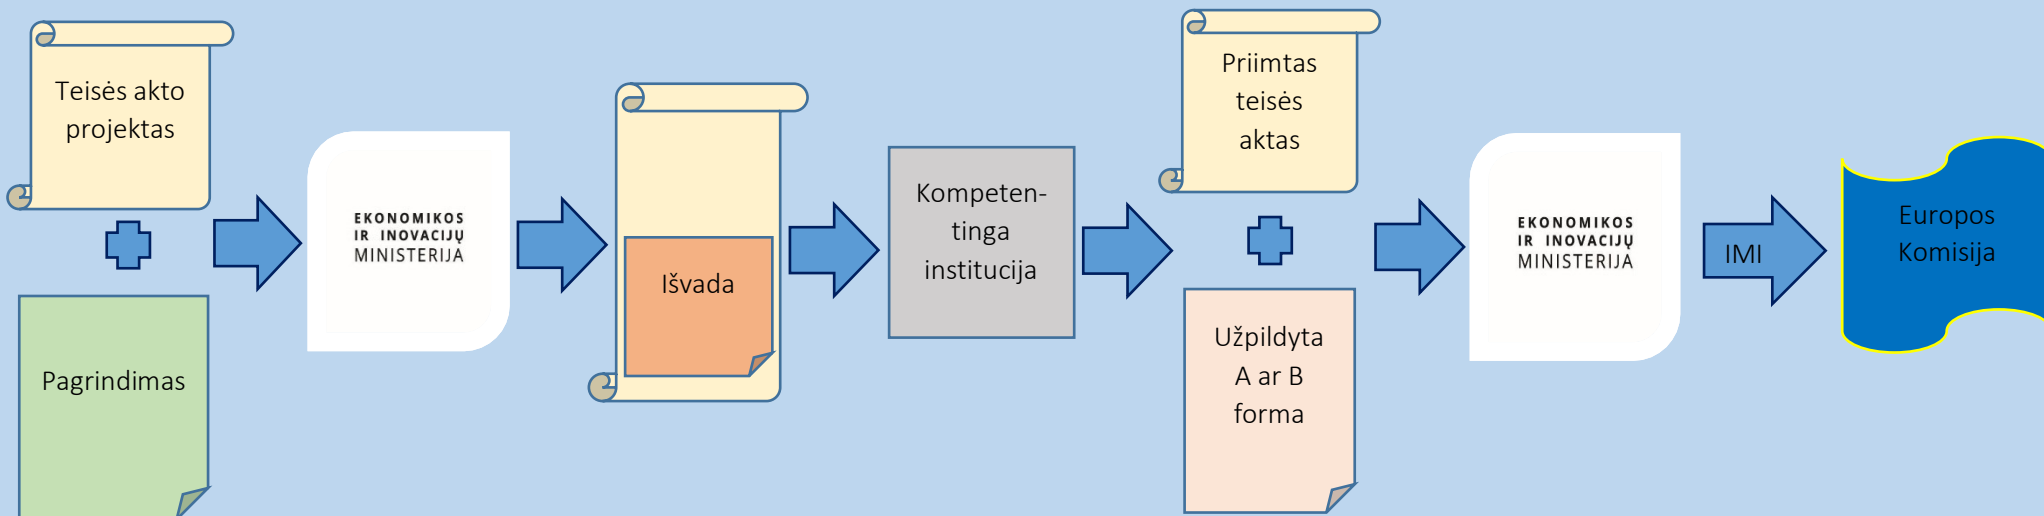 Teisės akto
projektas
Pagrindimas
EKONOMIKOS
IR INOVACIJŲ
MINISTERIJA
Išvada
Kompeten-
tinga
institucija
Priimtas
teisės
aktas
Užpildyta
A ar B
forma
EKONOMIKOS
IR INOVACIJŲ
MINISTERIJA
IMI
Europos
Komisija